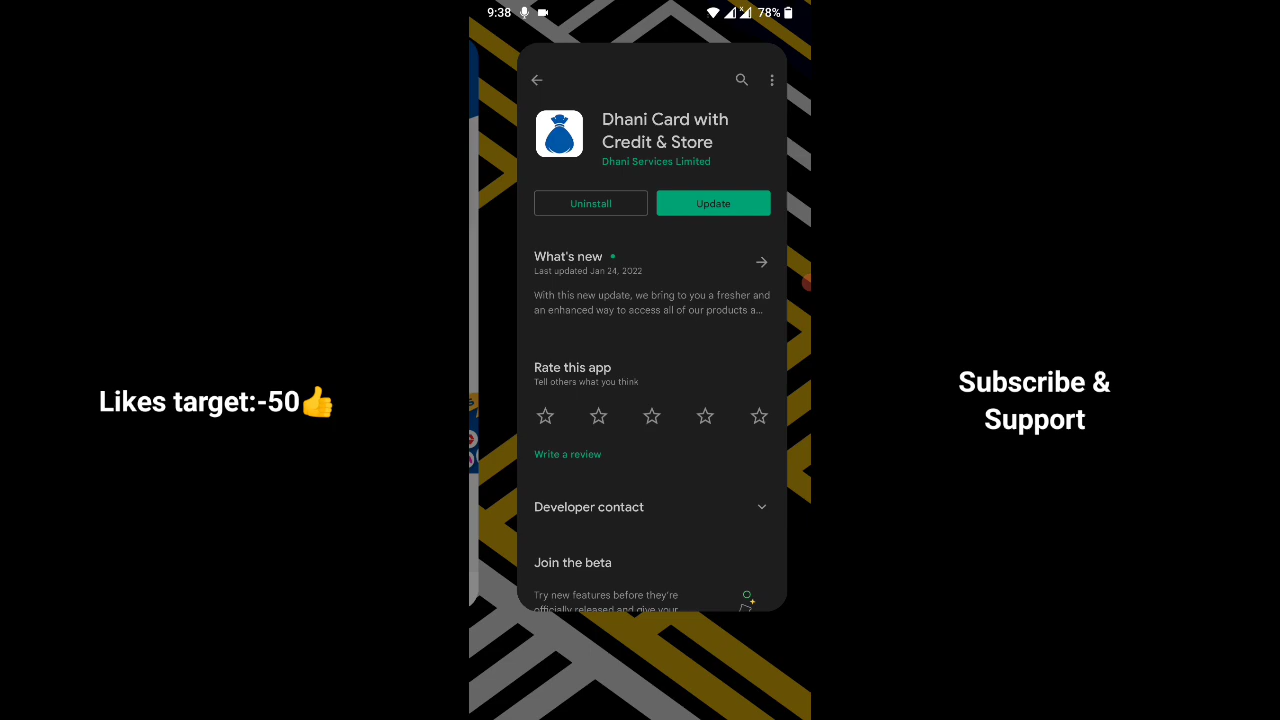 9:38
78%
Dhani Card with
Credit & Store
Dhani Services Limited
Uninstall
Update
What's new
Last updated Jan 24, 2022
With this new update, we bring to you a fresher and
an enhanced way to access all of our products a...
Rate this app
Tell others what you think
Write a review
Developer contact
Join the beta
Try new features before they're
officially released and give your
Likes target:-50👍
Subscribe &
Support